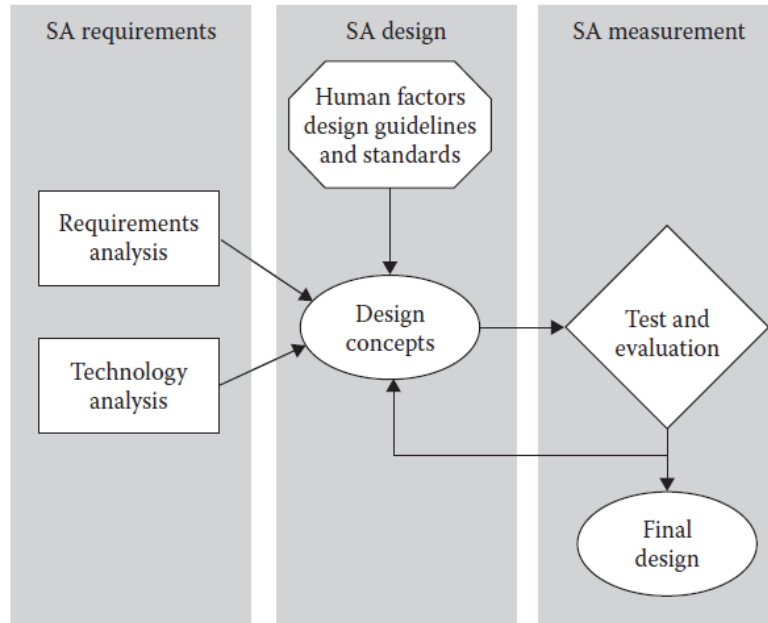 SA requirements
SA design
SA measurement
Human factors
design guidelines
and standards
Requirements
analysis
Technology
analysis
Design
concepts
Test and
evaluation
Final
design